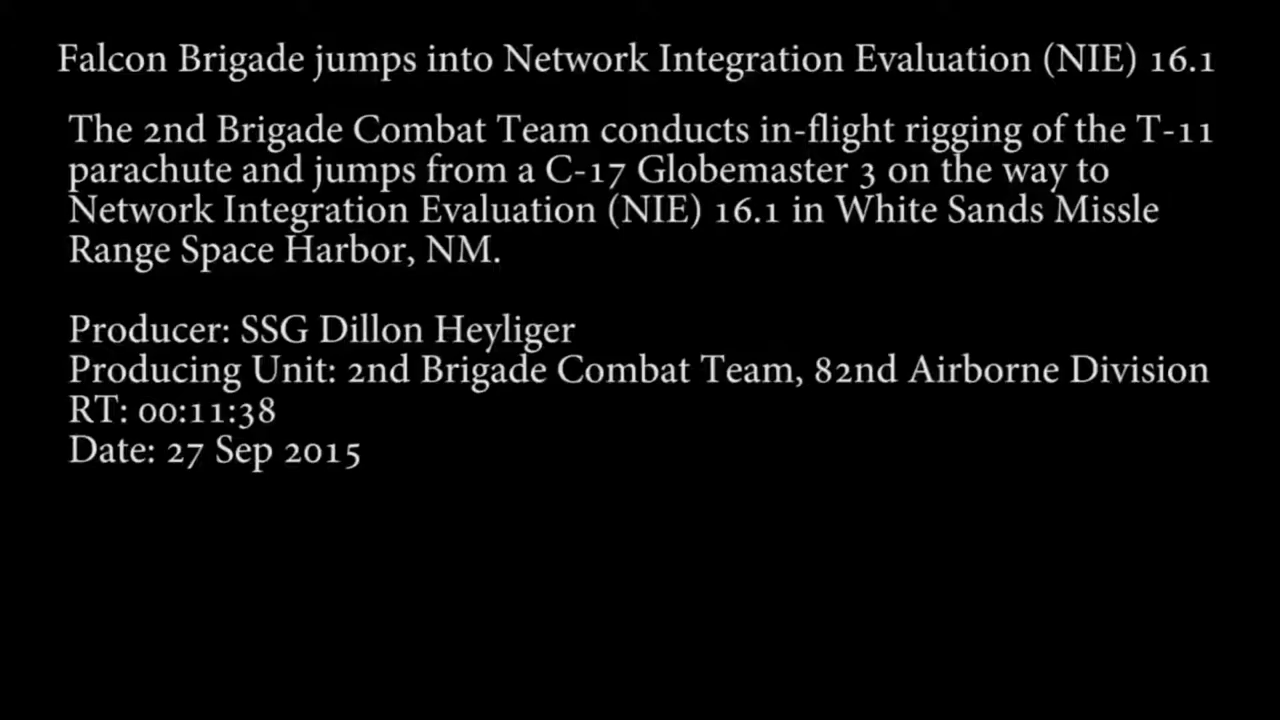 Falcon Brigade jumps into Network Integration Evaluation (NIE) 16.1
The 2nd Brigade Combat Team conducts in-flight rigging of the T-11
parachute and jumps from a C-17 Globemaster 3 on the way to
Network Integration Evaluation (NIE) 16.1 in White Sands Missle
Range Space Harbor, NM.
Producer: SSG Dillon Heyliger
Producing Unit: 2nd Brigade Combat Team, 82nd Airborne Division
RT: 00:11:38
Date: 27 Sep 2015